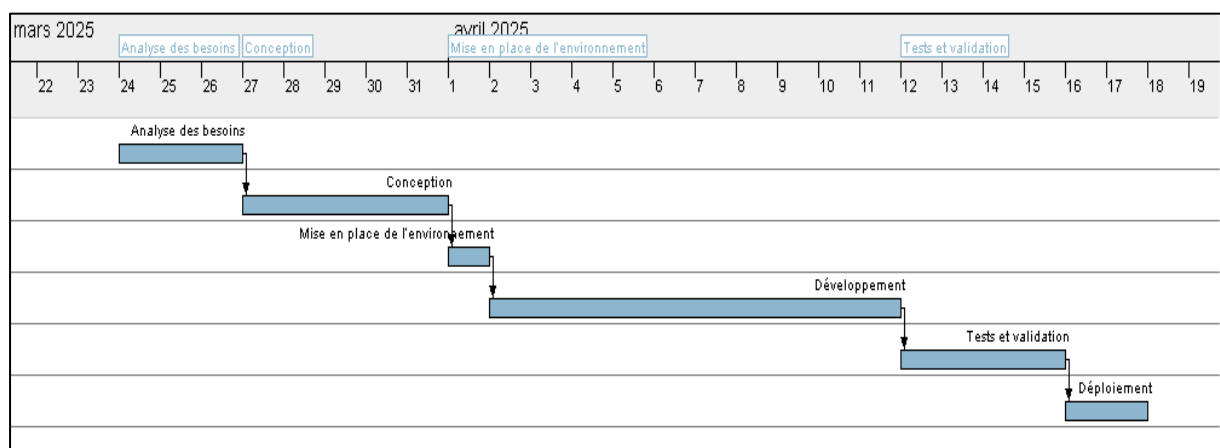 mars 2025 avril 2025
Analyse des besoins Conception Mise en place de l'environnement Tests et validation
22 23 24 25 26 27 28 29 30 31 1 2 3 4 5 6 7 8 9 10 11 12 13 14 15 16 17 18 19
Analyse des besoins
Conception
Mise en place de l'environnement
Développement
Tests et validation
Déploiement